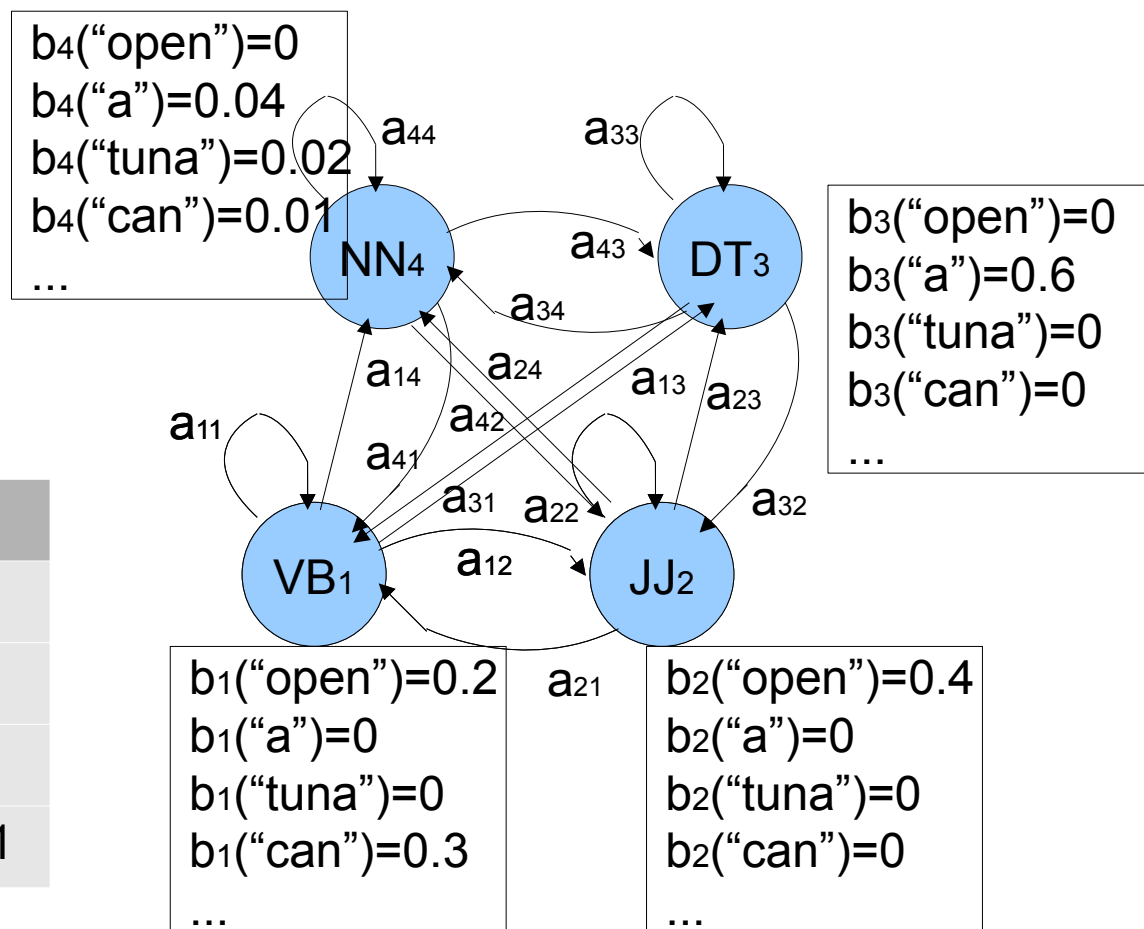 b4(“open”)=0
b4(“a”)=0.04
b4(“tuna”)=0.02
b4(“can”)=0.01
...
a44
a33
NN4
a43
DT3
a34
b3(“open”)=0
b3(“a”)=0.6
b3(“tuna”)=0
b3(“can”)=0
...
a14
a24
a13
a23
a11
a42
a41
a31
a22
a32
a12
VB1
JJ2
1
b1(“open”)=0.2
b1(“a”)=0
b1(“tuna”)=0
b1(“can”)=0.3
...
a21
b2(“open”)=0.4
b2(“a”)=0
b2(“tuna”)=0
b2(“can”)=0
...